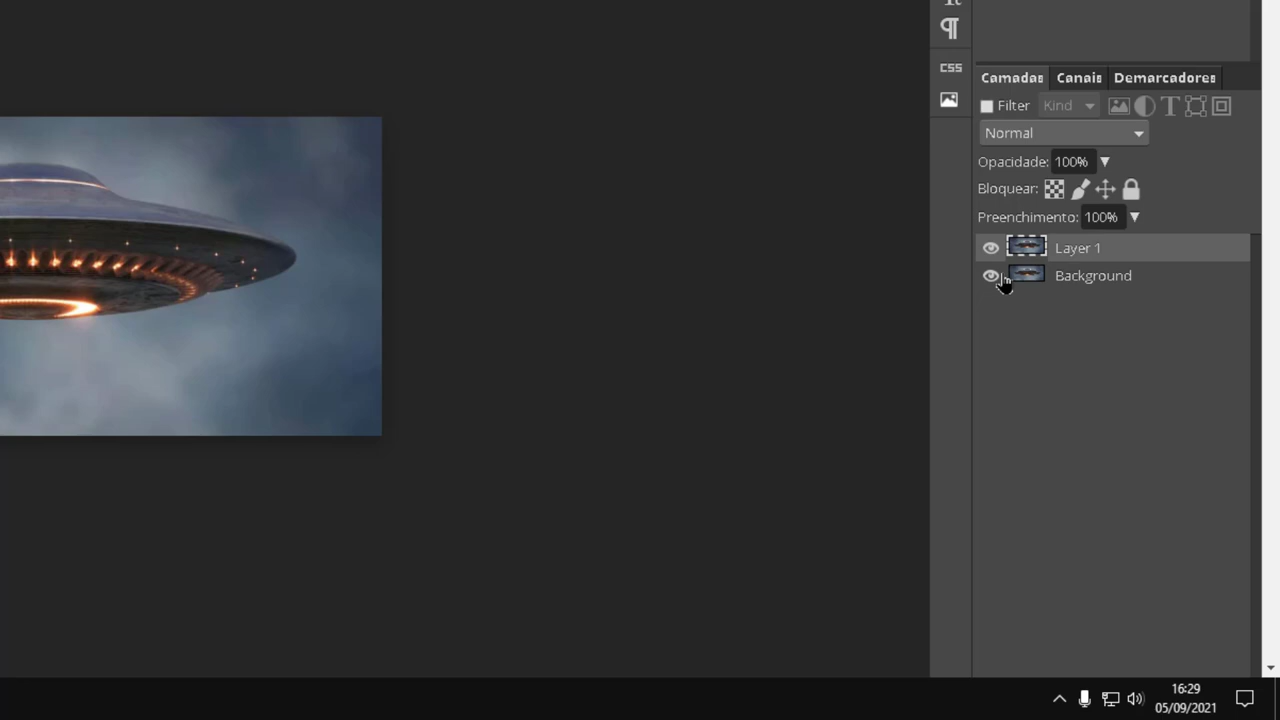 CSS
Camadas Canais Demarcadores
Filter Kind
Normal
Opacidade: 100%
Bloquear:
Preenchimento: 100%
Layer 1
Background
16:29
05/09/2021